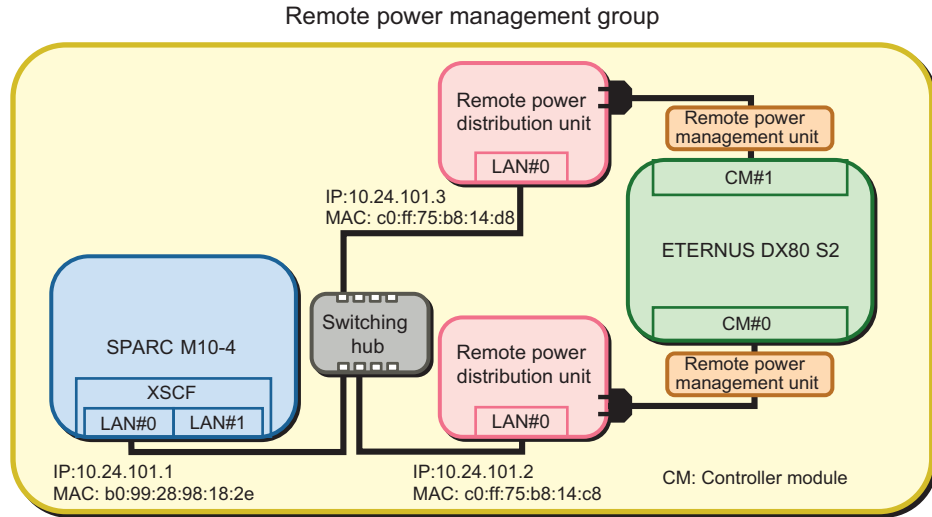 Remote power management group
Remote power
distribution unit
LAN#0
Remote power
management unit
CM#1
IP:10.24.101.3
MAC: c0:ff:75:b8:14:d8
ETERNUS DX80 S2
Switching
hub
CM#0
SPARC M10-4
Remote power
distribution unit
Remote power
management unit
XSCF
LAN#0
LAN#1
LAN#0
IP:10.24.101.1
MAC: b0:99:28:98:18:2e
IP:10.24.101.2
MAC: c0:ff:75:b8:14:c8
CM: Controller module